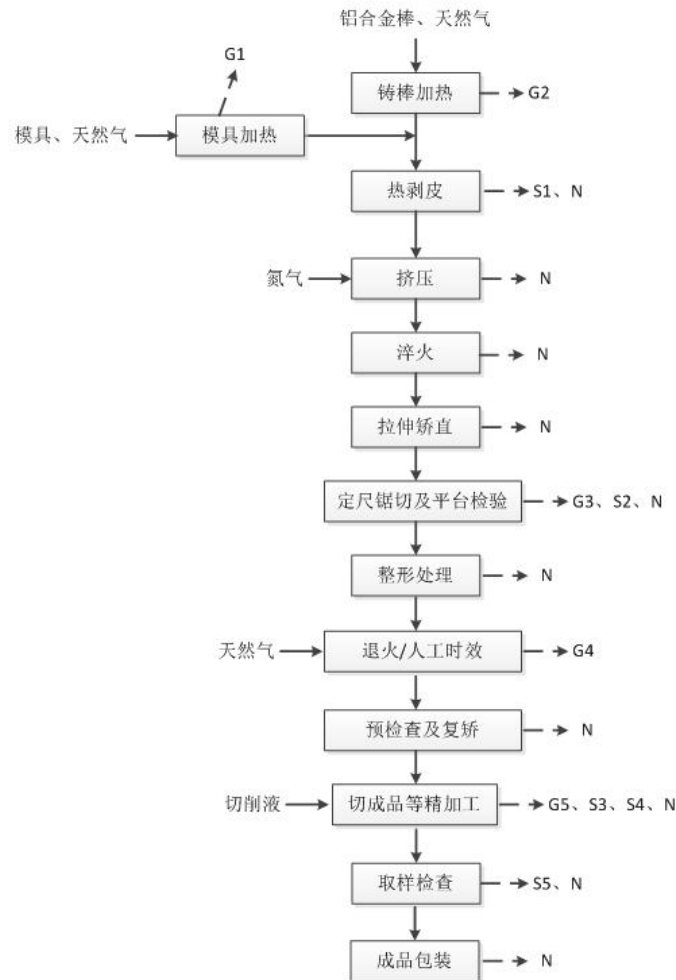 铝合金棒、天然气
G1
铸棒加热
G2
模具、天然气
模具加热
热剥皮
S1、N
氮气
挤压
N
淬火
N
拉伸矫直
N
定尺锯切及平台检验
G3、S2、N
整形处理
N
天然气
退火/人工时效
G4
预检查及复矫
N
切削液
切成品等精加工
G5、S3、S4、N
取样检查
S5、N
成品包装
N